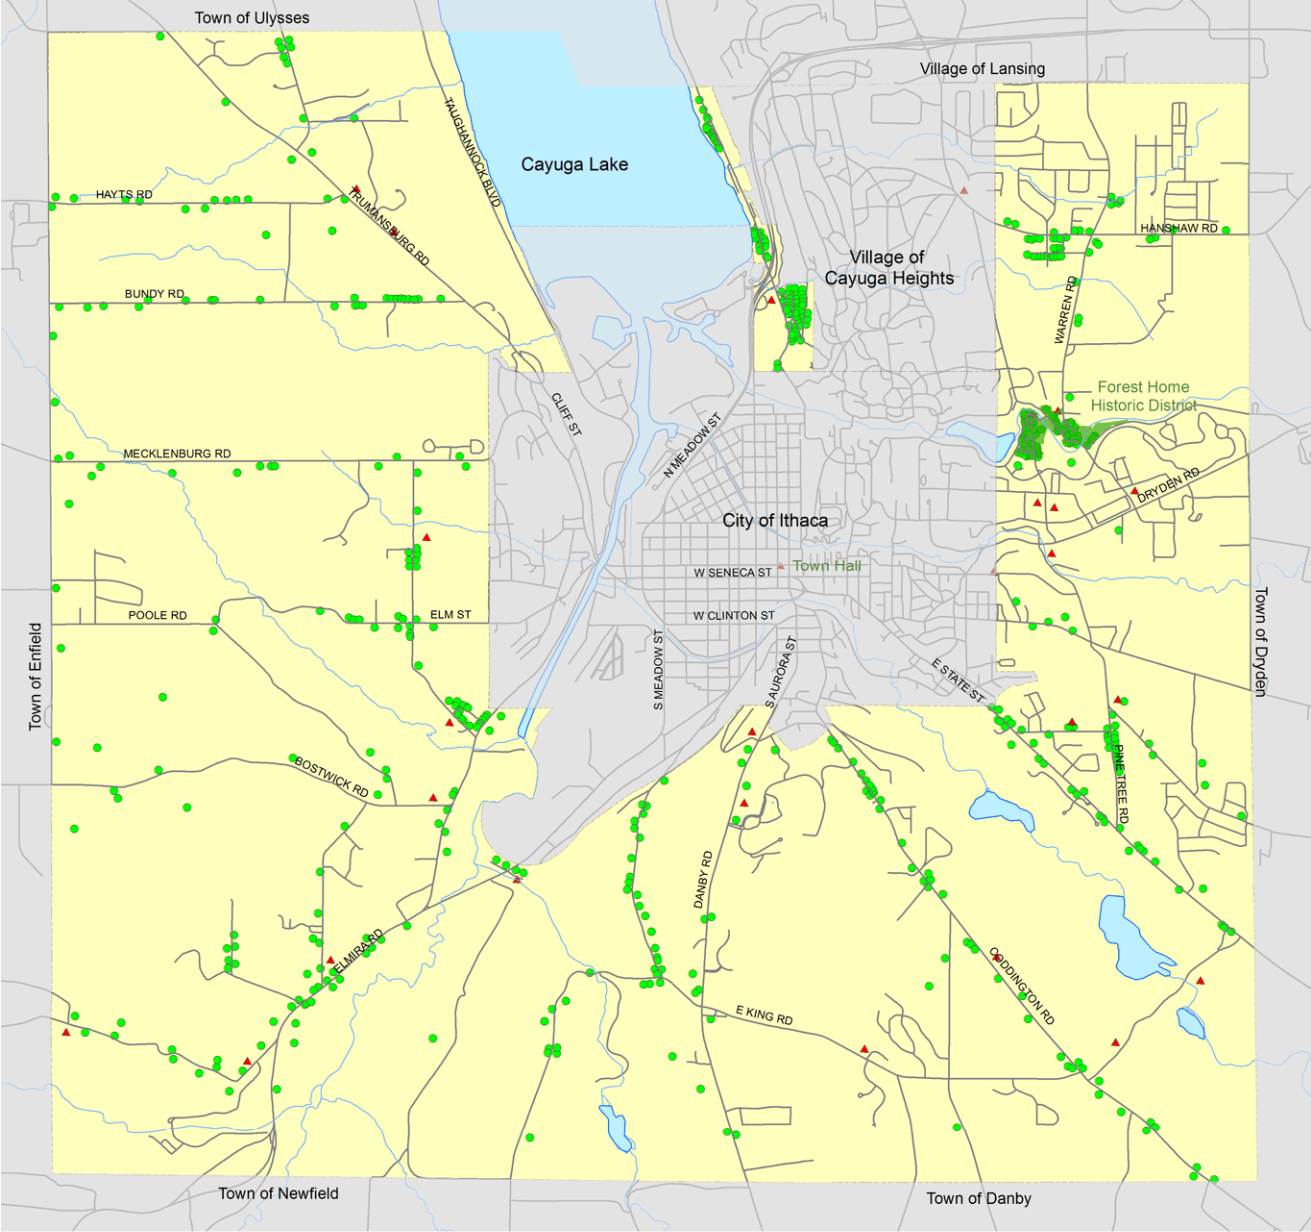 Town of Ulysses
Village of Lansing
TAUGHANNOCK BLVD
Cayuga Lake
HAYTS RD
TRUMANSBURG RD
HANSHAW RD
Village of
Cayuga Heights
BUNDY RD
WARREN RD
Forest Home
Historic District
CLIFF ST
N MEADOW ST
MECKLENBURG RD
DRYDEN RD
City of Ithaca
Town Hall
W SENECA ST
POOLE RD
ELM ST
W CLINTON ST
Town of Enfield
Town of Dryden
S MEADOW ST
S AURORA ST
E STATE ST
BOSTWICK RD
PINE TREE RD
DANBY RD
ELMIRA RD
CODDINGTON RD
E KING RD
Town of Newfield
Town of Danby